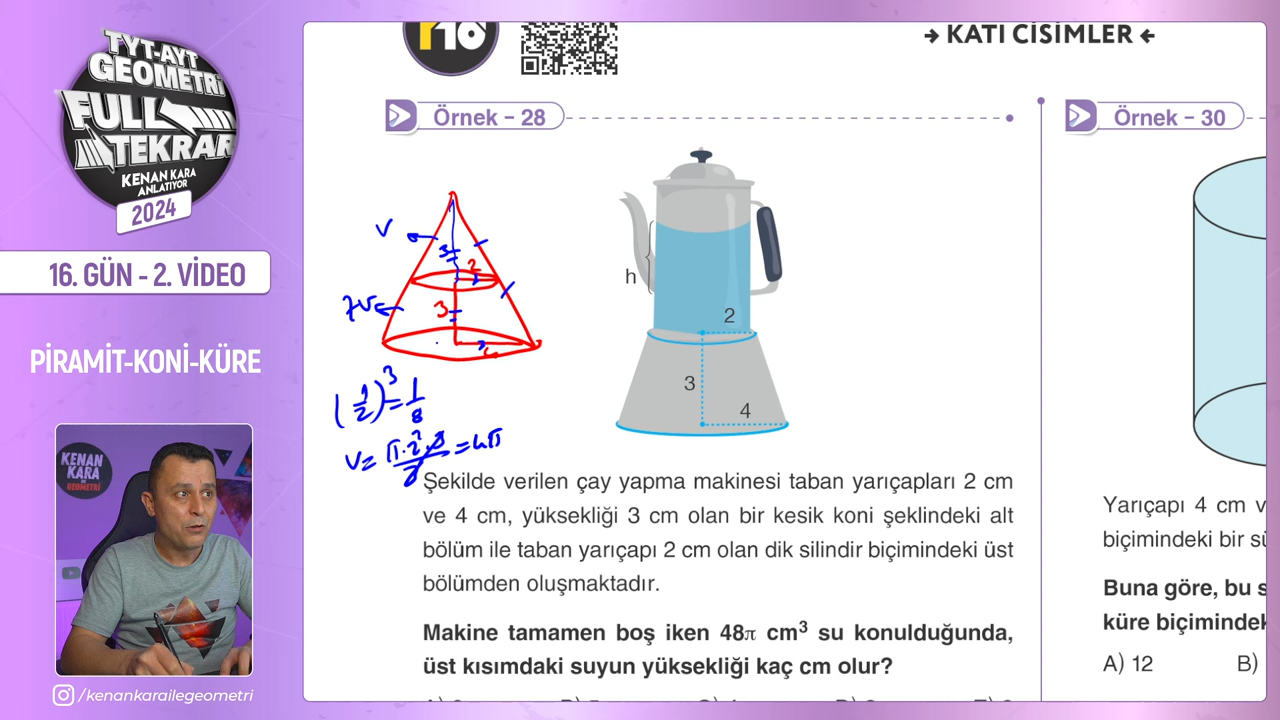 TYT-AYT
GEOMETRİ
FULL
TEKRAR
KENAN KARA
ANLATIYOR
2024
16. GÜN - 2. VİDEO
PİRAMİT-KONİ-KÜRE
KENAN
KARA
GEOMETRİ
/kenankarailegeometri
→ KATI CİSİMLER ←
Örnek – 28
V
3
2
7V
3
4
(1/2)³ = 1/8
V = π.2².3/3 = 4π
h
2
3
4
Şekilde verilen çay yapma makinesi taban yarıçapları 2 cm
ve 4 cm, yüksekliği 3 cm olan bir kesik koni şeklindeki alt
bölüm ile taban yarıçapı 2 cm olan dik silindir biçimindeki üst
bölümden oluşmaktadır.
Makine tamamen boş iken 48π cm³ su konulduğunda,
üst kısımdaki suyun yüksekliği kaç cm olur?
Örnek – 30
Yarıçapı 4 cm v
biçimindeki bir sü
Buna göre, bu s
küre biçimindek
A) 12 B)